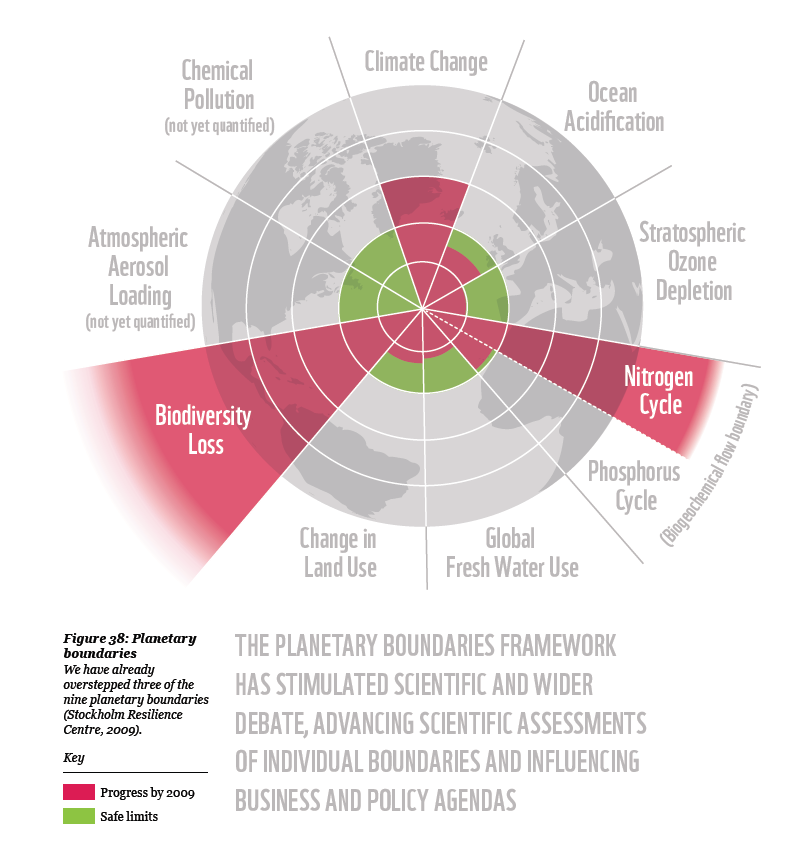 Climate Change
Chemical
Pollution
(not yet quantified)
Ocean
Acidification
Atmospheric
Aerosol
Loading
(not yet quantified)
Stratospheric
Ozone
Depletion
Nitrogen
Cycle
Biodiversity
Loss
Phosphorus
Cycle
(Biogeochemical flow boundary)
Change in
Land Use
Global
Fresh Water Use
Figure 38: Planetary
boundaries
We have already
overstepped three of the
nine planetary boundaries
(Stockholm Resilience
Centre, 2009).
Key
Progress by 2009
Safe limits
THE PLANETARY BOUNDARIES FRAMEWORK
HAS STIMULATED SCIENTIFIC AND WIDER
DEBATE, ADVANCING SCIENTIFIC ASSESSMENTS
OF INDIVIDUAL BOUNDARIES AND INFLUENCING
BUSINESS AND POLICY AGENDAS